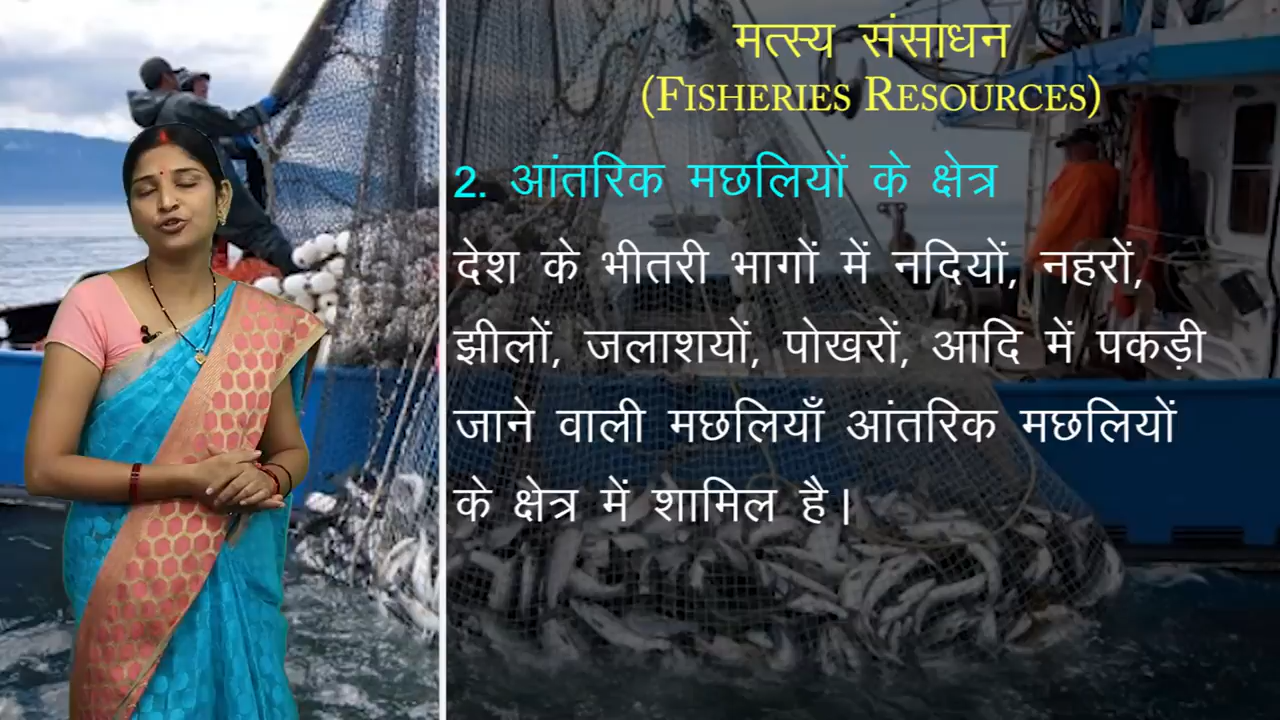 मत्स्य संसाधन
(FISHERIES RESOURCES)
2. आंतरिक मछलियों के क्षेत्र
देश के भीतरी भागों में नदियों, नहरों,
झीलों, जलाशयों, पोखरों, आदि में पकड़ी
जाने वाली मछलियाँ आंतरिक मछलियों
के क्षेत्र में शामिल है।